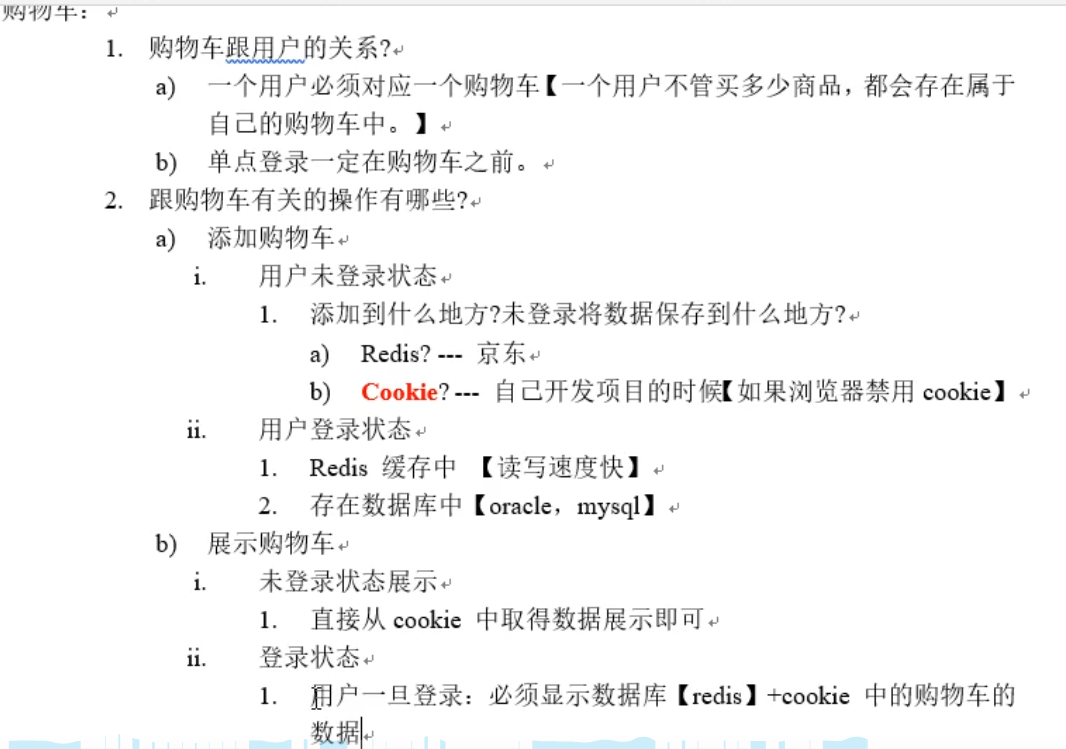 购物车：
1. 购物车跟用户的关系?
a) 一个用户必须对应一个购物车【一个用户不管买多少商品，都会存在属于
自己的购物车中。】
b) 单点登录一定在购物车之前。
2. 跟购物车有关的操作有哪些?
a) 添加购物车
i. 用户未登录状态
1. 添加到什么地方?未登录将数据保存到什么地方?
a) Redis? --- 京东
b) Cookie? --- 自己开发项目的时候【如果浏览器禁用 cookie】
ii. 用户登录状态
1. Redis 缓存中 【读写速度快】
2. 存在数据库中【oracle，mysql】
b) 展示购物车
i. 未登录状态展示
1. 直接从 cookie 中取得数据展示即可
ii. 登录状态
1. 用户一旦登录：必须显示数据库【redis】+cookie 中的购物车的
数据